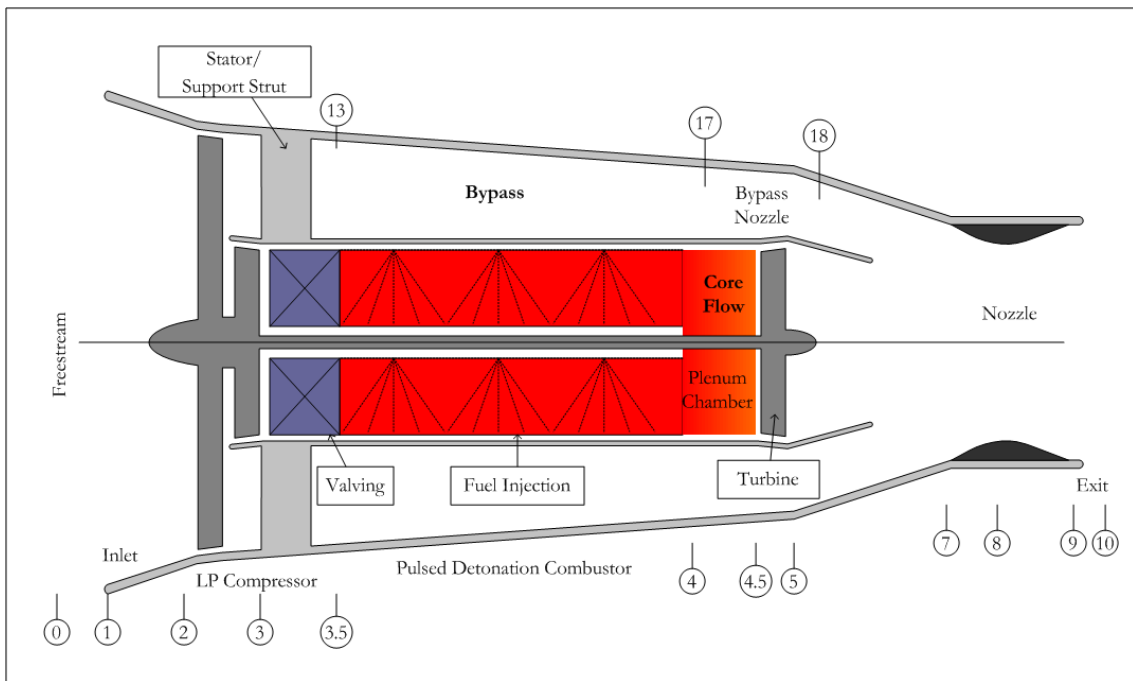 Stator/
Support Strut
13
17
18
Bypass
Bypass
Nozzle
Core
Flow
Freestream
Nozzle
Plenum
Chamber
Valving
Fuel Injection
Turbine
Exit
Inlet
LP Compressor
Pulsed Detonation Combustor
4
4.5
5
7
8
9
10
0
1
2
3
3.5